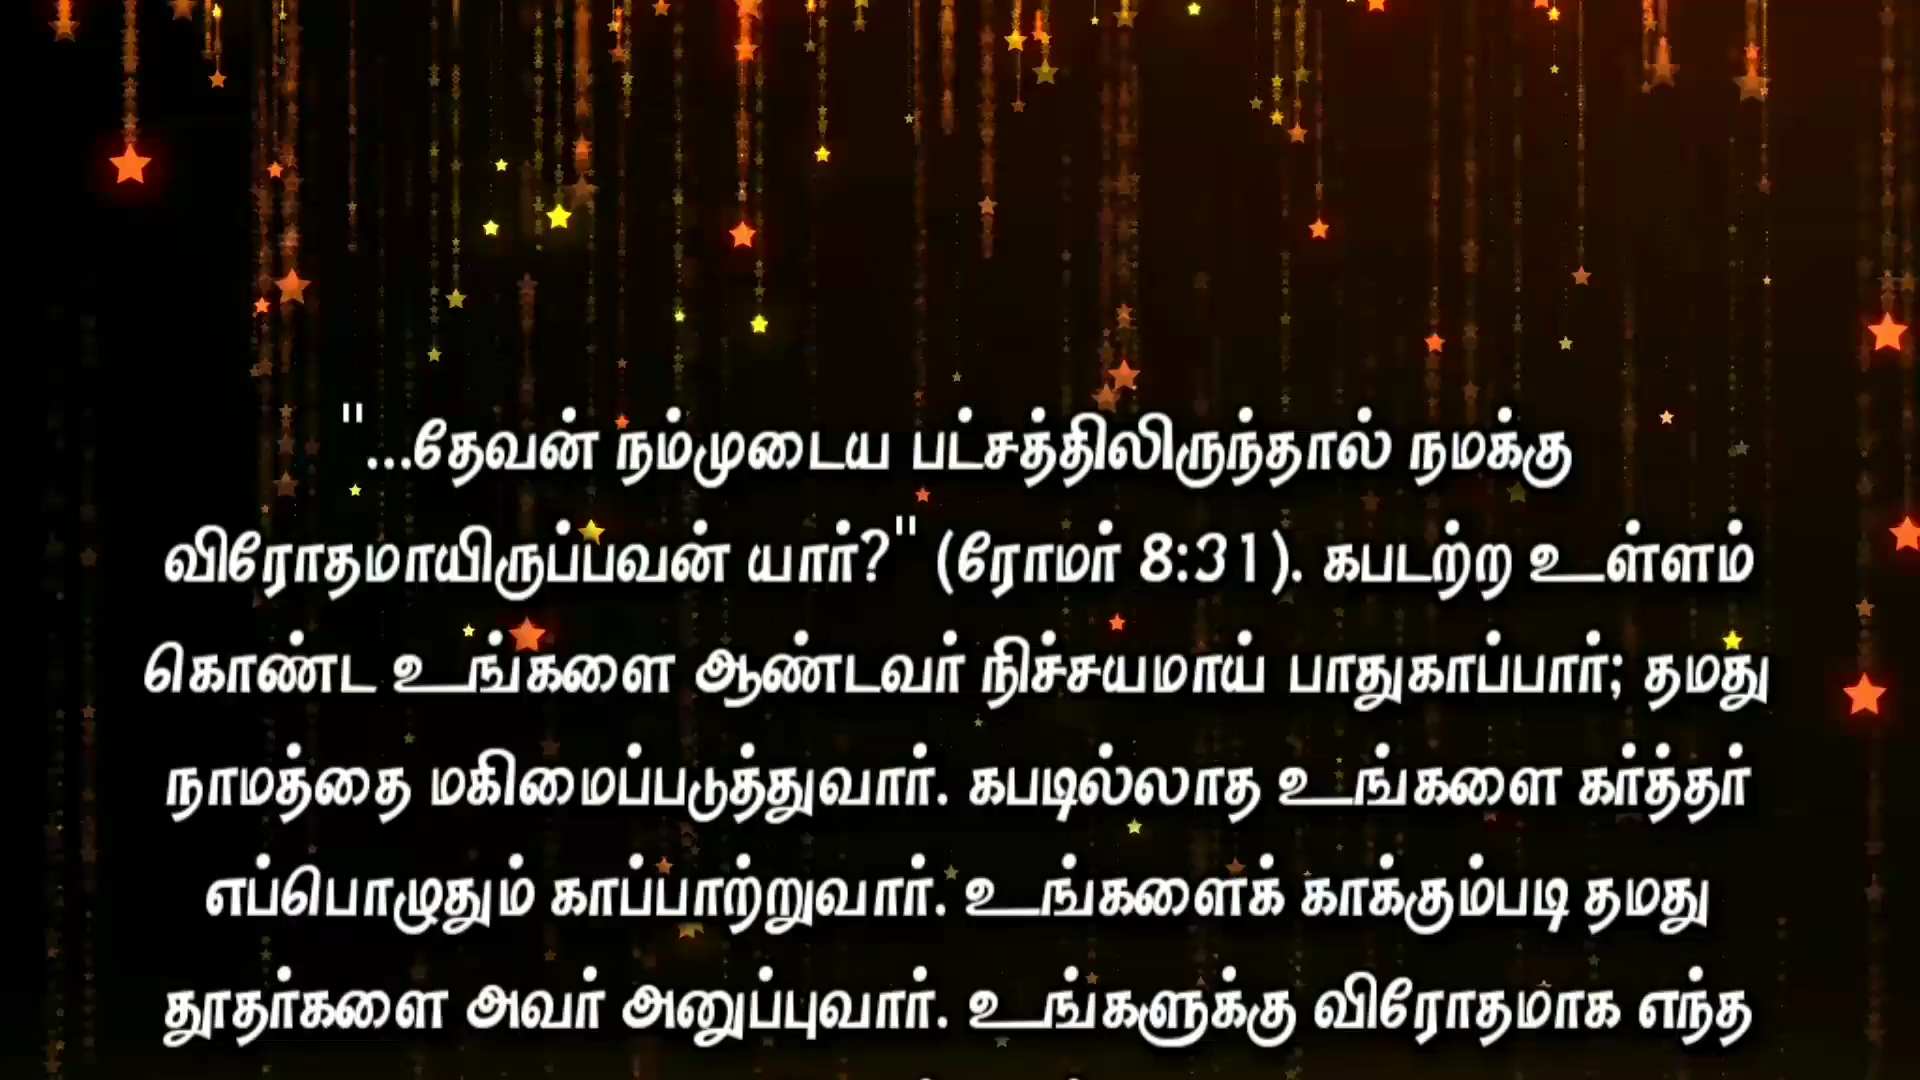 "...தேவன் நம்முடைய பட்சத்திலிருந்தால் நமக்கு
விரோதமாயிருப்பவன் யார்?" (ரோமர் 8:31). கபடற்ற உள்ளம்
கொண்ட உங்களை ஆண்டவர் நிச்சயமாய் பாதுகாப்பார்; தமது
நாமத்தை மகிமைப்படுத்துவார். கபடில்லாத உங்களை கர்த்தர்
எப்பொழுதும் காப்பாற்றுவார். உங்களைக் காக்கும்படி தமது
தூதர்களை அவர் அனுப்புவார். உங்களுக்கு விரோதமாக எந்த